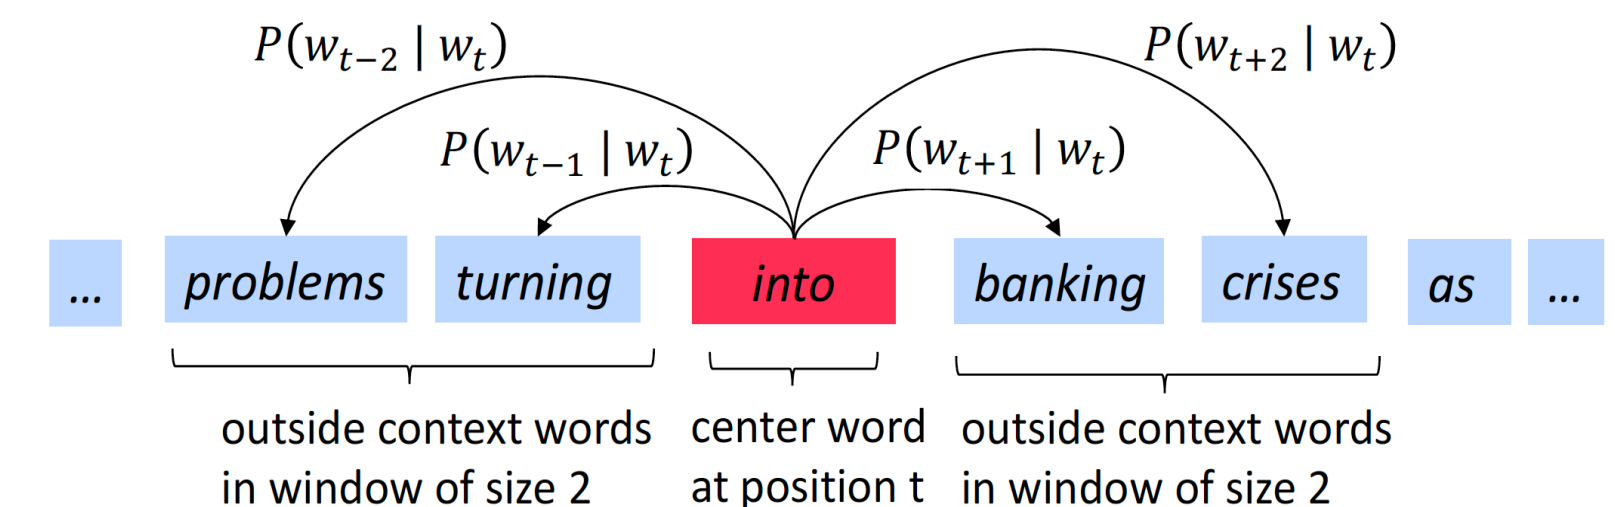 P(w_{t−2} | w_t) P(w_{t+2} | w_t)
P(w_{t−1} | w_t) P(w_{t+1} | w_t)
... problems turning into banking crises as ...
outside context words center word outside context words
in window of size 2 at position t in window of size 2